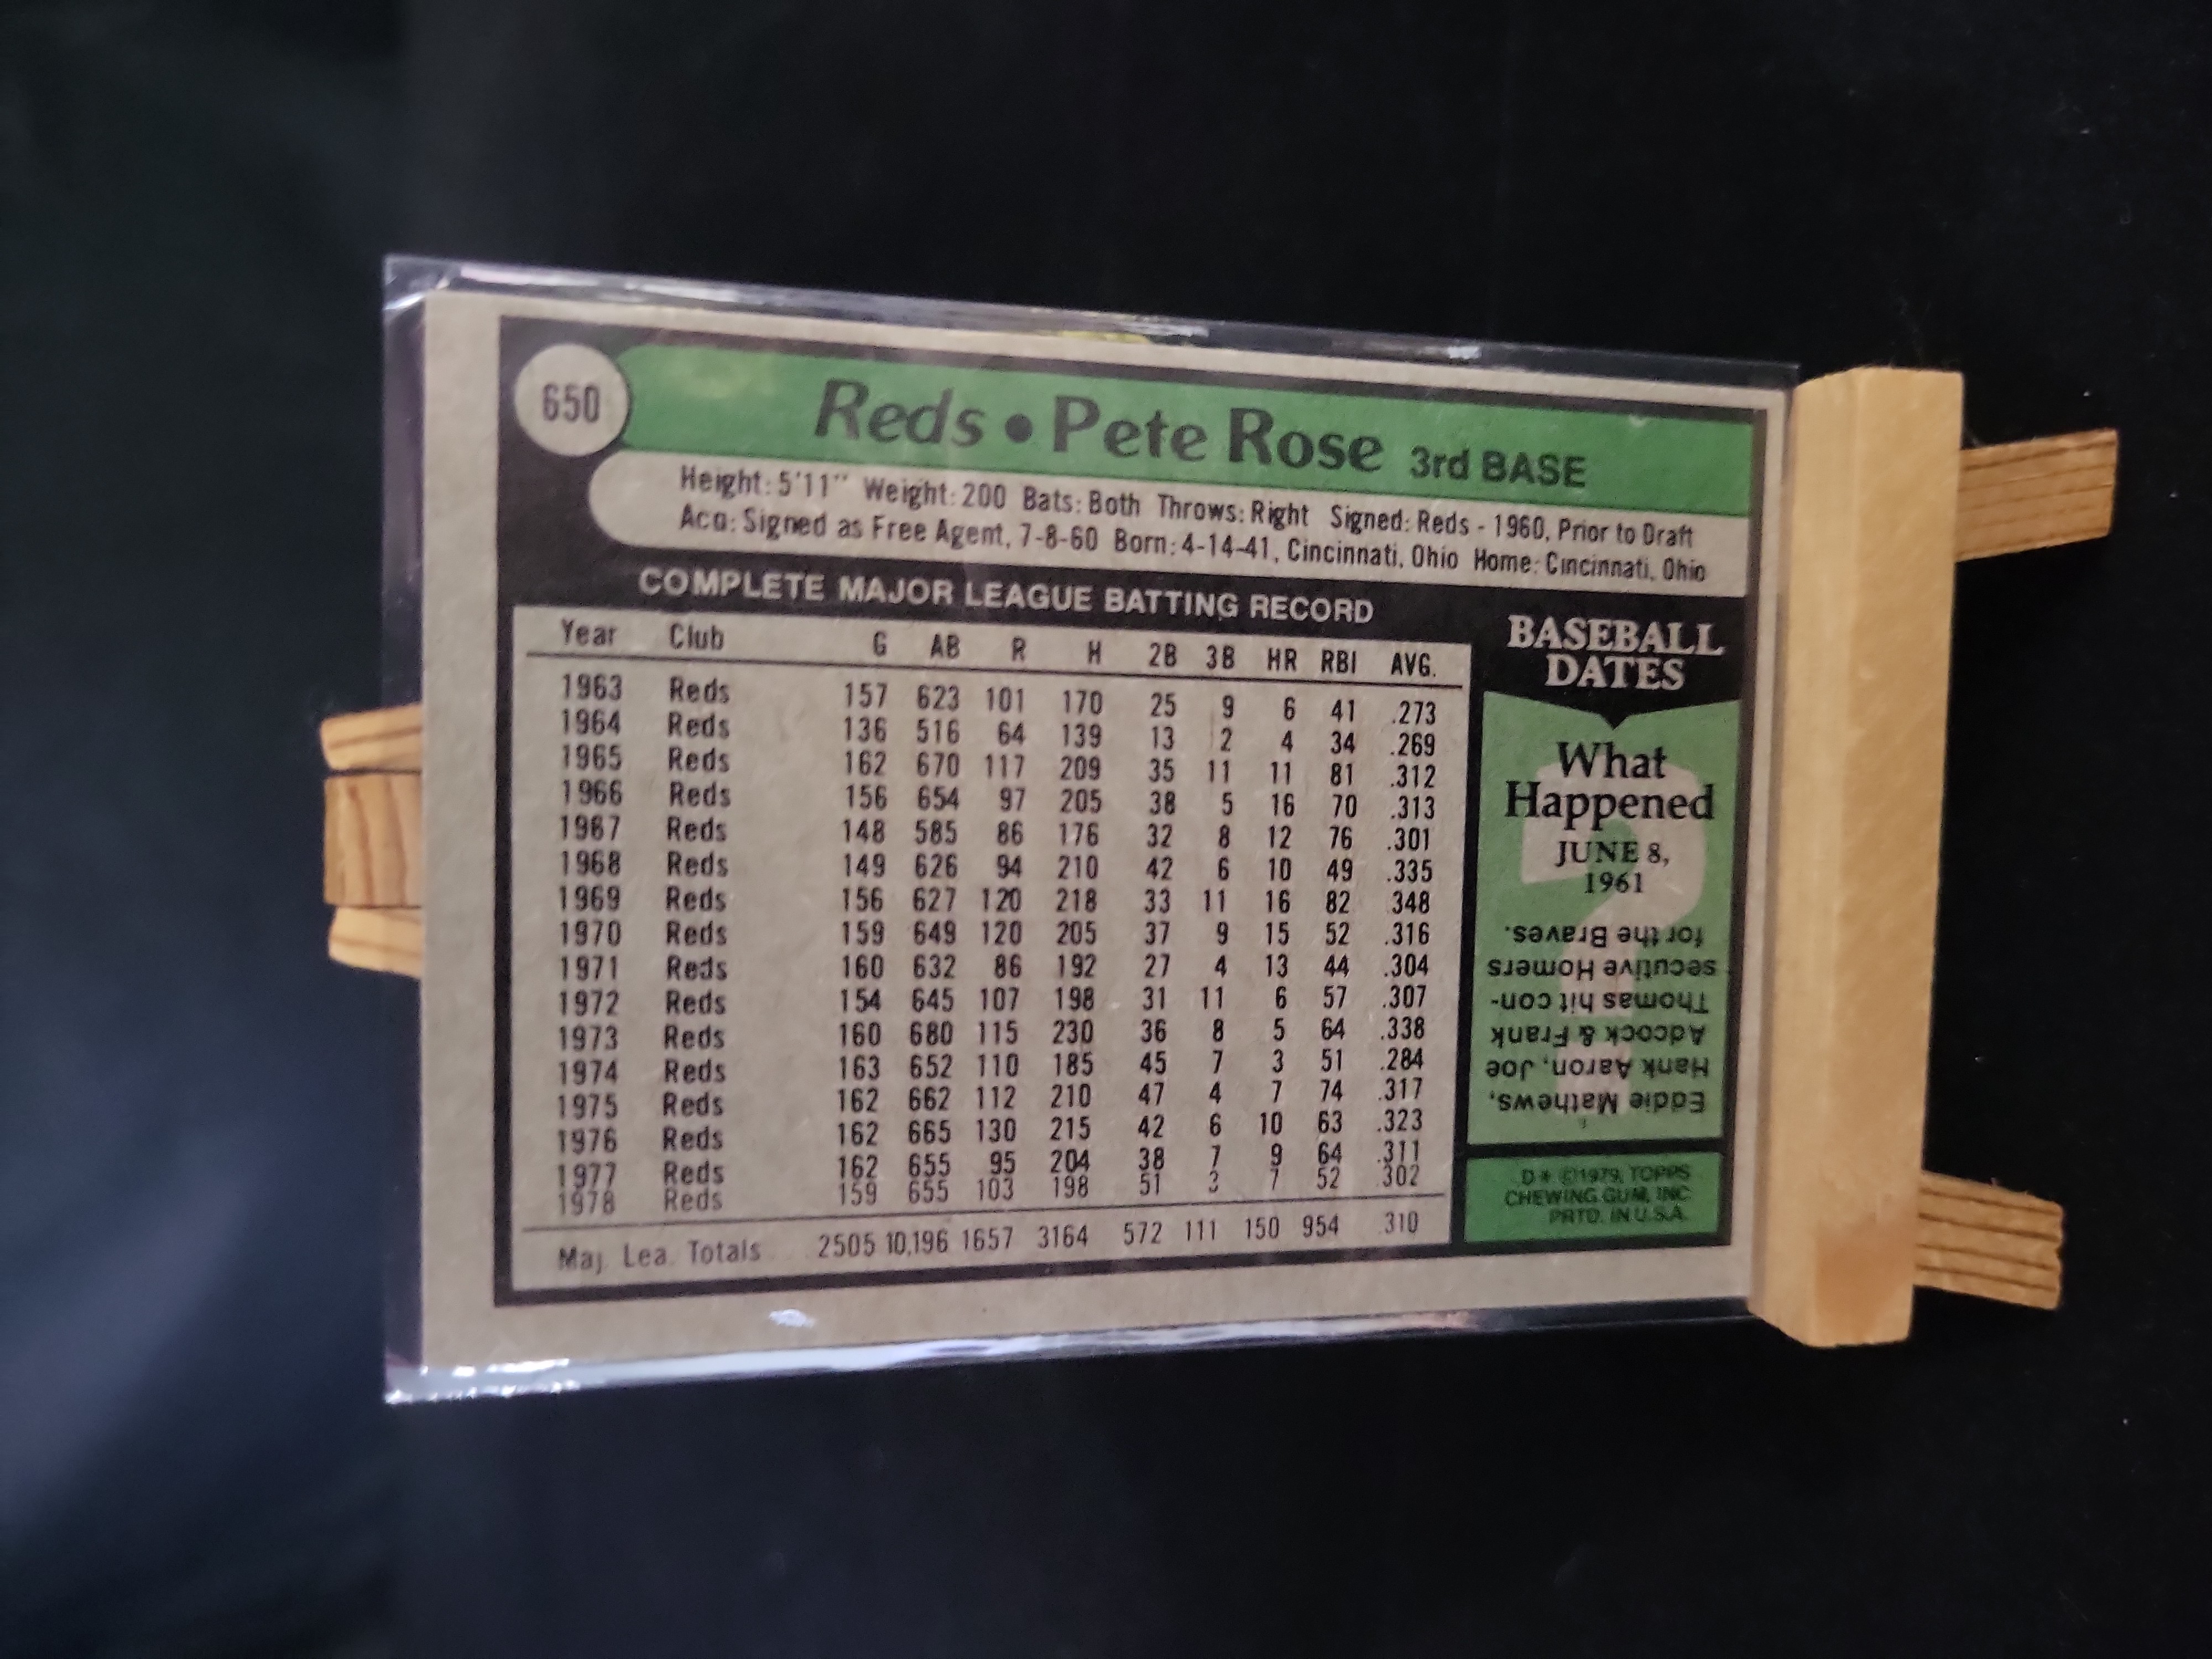 650
Reds • Pete Rose 3rd BASE
Height: 5'11" Weight: 200 Bats: Both Throws: Right Signed: Reds - 1960, Prior to Draft
Acq: Signed as Free Agent, 7-8-60 Born: 4-14-41, Cincinnati, Ohio Home: Cincinnati, Ohio
COMPLETE MAJOR LEAGUE BATTING RECORD
Year Club G AB R H 2B 3B HR RBI AVG.
1963 Reds 157 623 101 170 25 9 6 41 .273
1964 Reds 136 516 64 139 13 2 4 34 .269
1965 Reds 162 670 117 209 35 11 11 81 .312
1966 Reds 156 654 97 205 38 5 16 70 .313
1967 Reds 148 585 86 176 32 8 12 76 .301
1968 Reds 149 626 94 210 42 6 10 49 .335
1969 Reds 156 627 120 218 33 11 16 82 .348
1970 Reds 159 649 120 205 37 9 15 52 .316
1971 Reds 160 632 86 192 27 4 13 44 .304
1972 Reds 154 645 107 198 31 11 6 57 .307
1973 Reds 160 680 115 230 36 8 5 64 .338
1974 Reds 163 652 110 185 45 7 3 51 .284
1975 Reds 162 662 112 210 47 4 7 74 .317
1976 Reds 162 665 130 215 42 6 10 63 .323
1977 Reds 162 655 95 204 38 7 9 64 .311
1978 Reds 159 655 103 198 51 3 7 52 .302
Maj. Lea. Totals 2505 10,196 1657 3164 572 111 150 954 .310
BASEBALL
DATES
What
Happened
JUNE 8,
1961
Eddie Mathews,
Hank Aaron, Joe
Adcock & Frank
Thomas hit con-
secutive Homers
for the Braves.
D* ©1979, TOPPS
CHEWING GUM, INC.
PRTD. IN U.S.A.